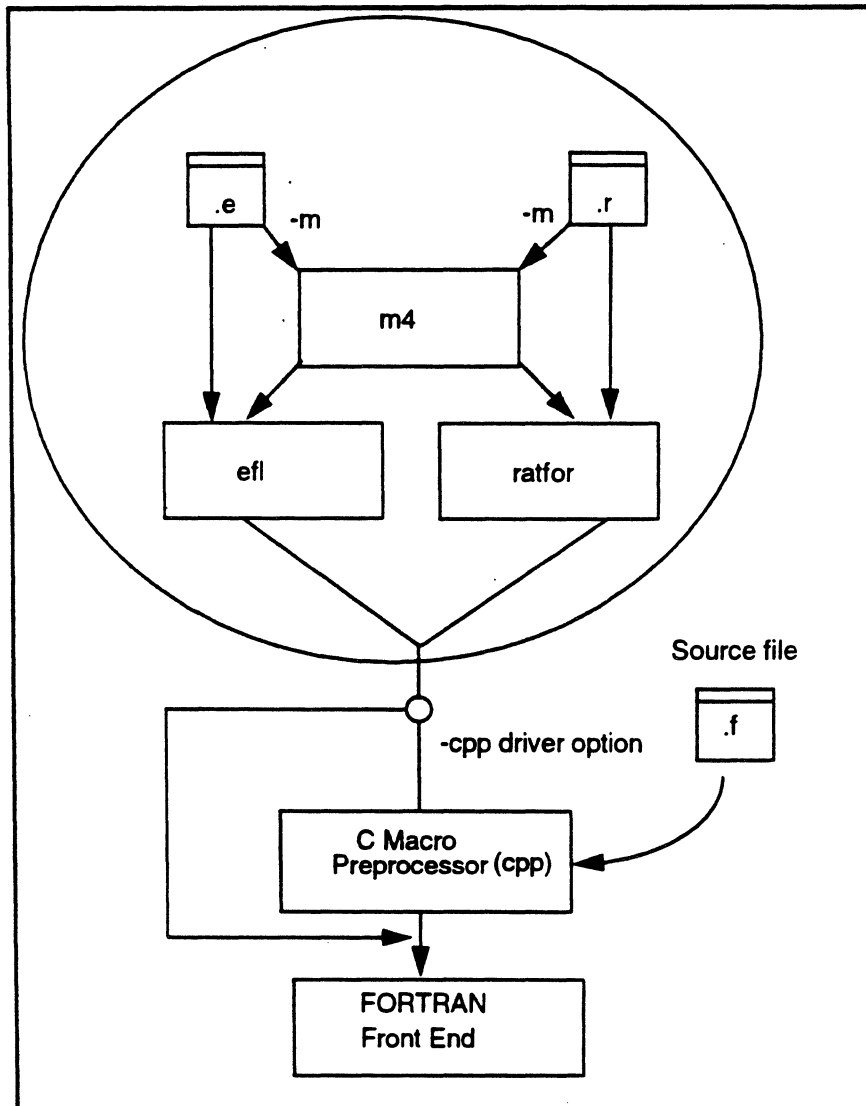 .e
.r
-m
-m
m4
efl
ratfor
Source file
.f
-cpp driver option
C Macro
Preprocessor (cpp)
FORTRAN
Front End